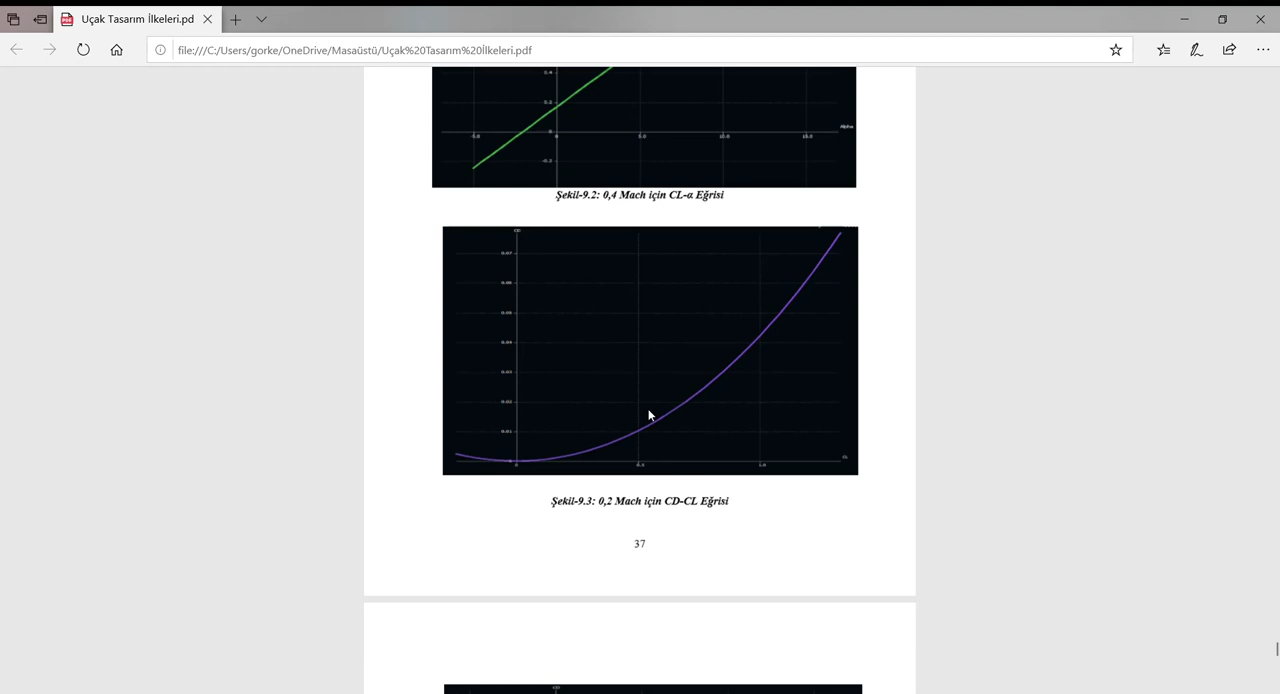 Uçak Tasarım İlkeleri.pd
file:///C:/Users/gorke/OneDrive/Masaüstü/Uçak%20Tasarım%20İlkeleri.pdf
0.2
0
-0.2
-5.0 0 5.0 10.0 15.0
Alpha
Şekil-9.2: 0,4 Mach için CL-α Eğrisi
CD
0.07
0.06
0.05
0.04
0.03
0.02
0.01
0
0 0.5 1.0
CL
Şekil-9.3: 0,2 Mach için CD-CL Eğrisi
37
CD